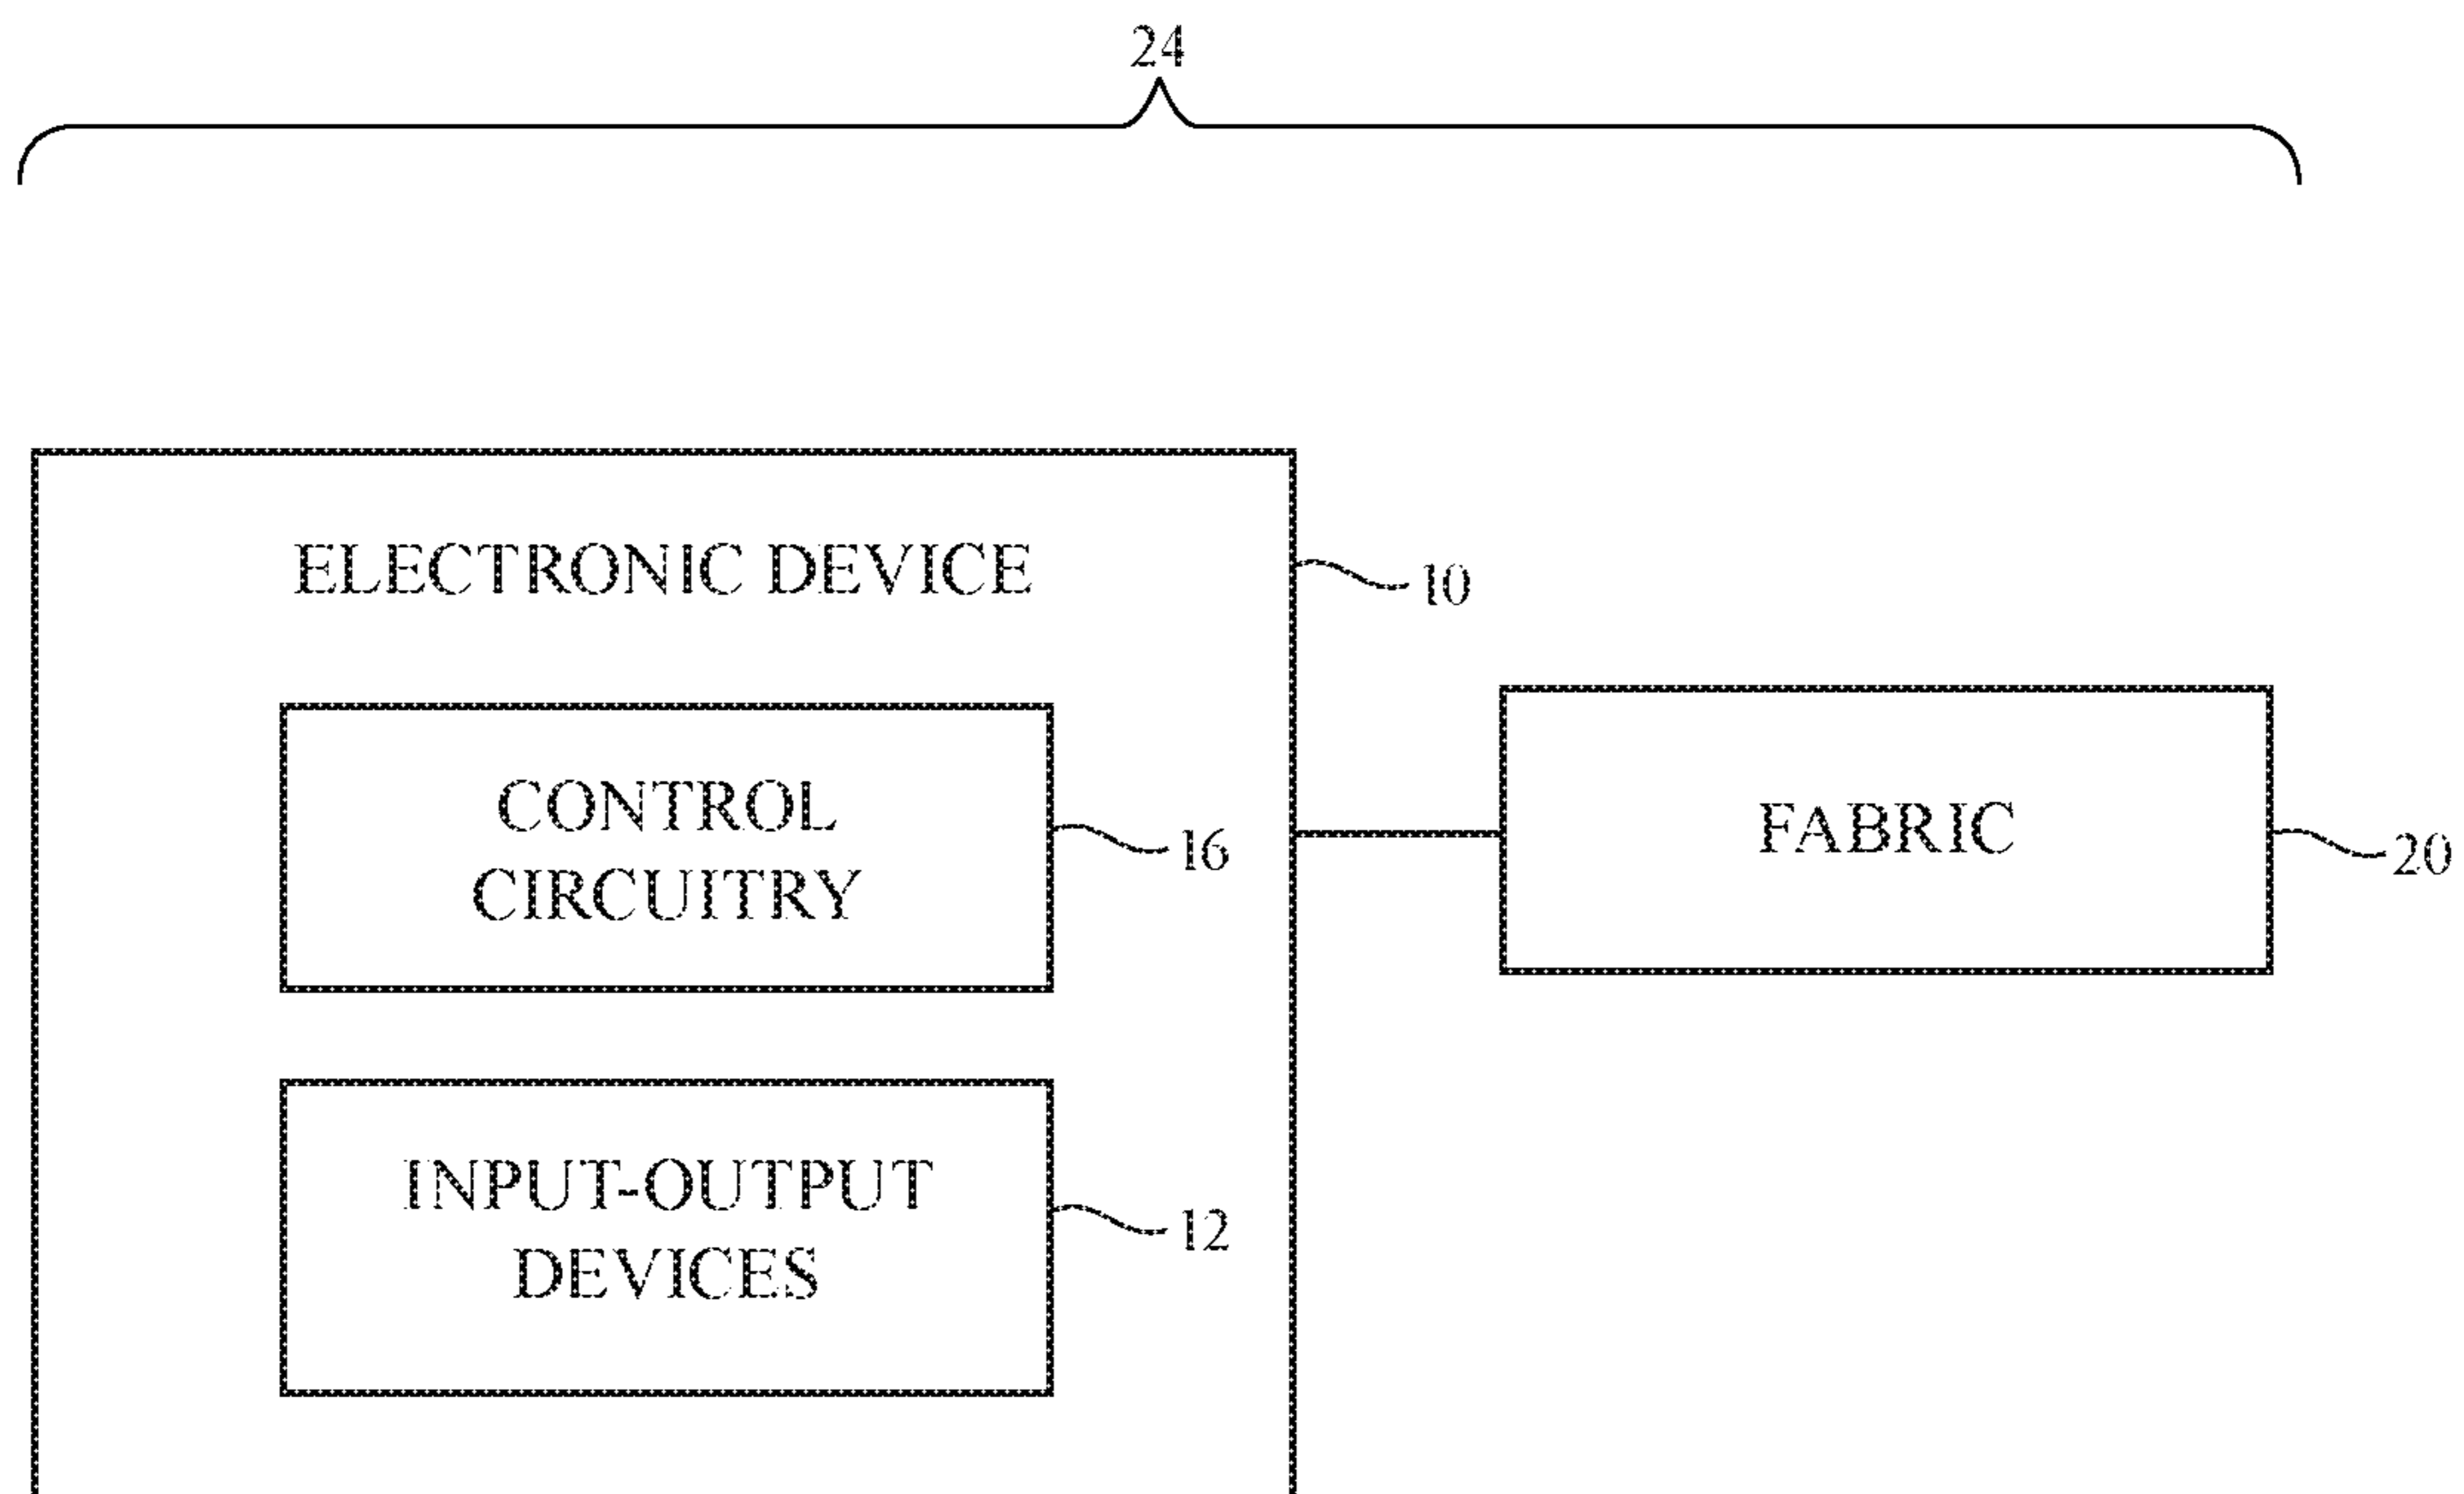 24
ELECTRONIC DEVICE
10
CONTROL
CIRCUITRY
16
FABRIC
20
INPUT-OUTPUT
DEVICES
12